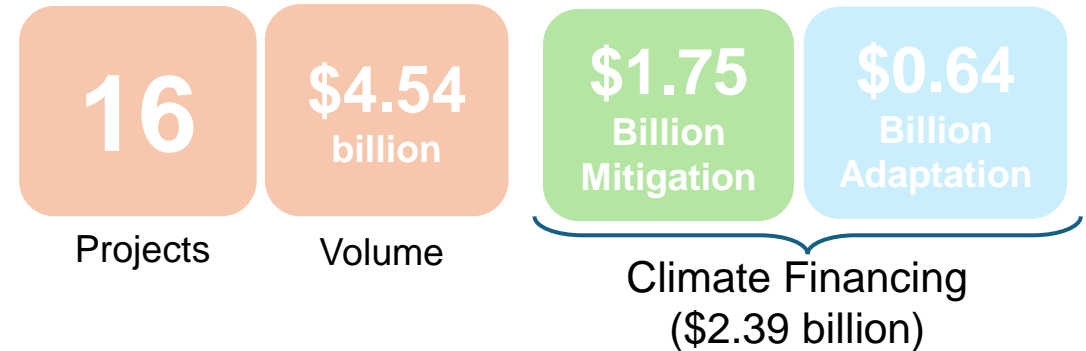 16
Projects
$4.54
billion
Volume
$1.75
Billion
Mitigation
$0.64
Billion
Adaptation
Climate Financing
($2.39 billion)